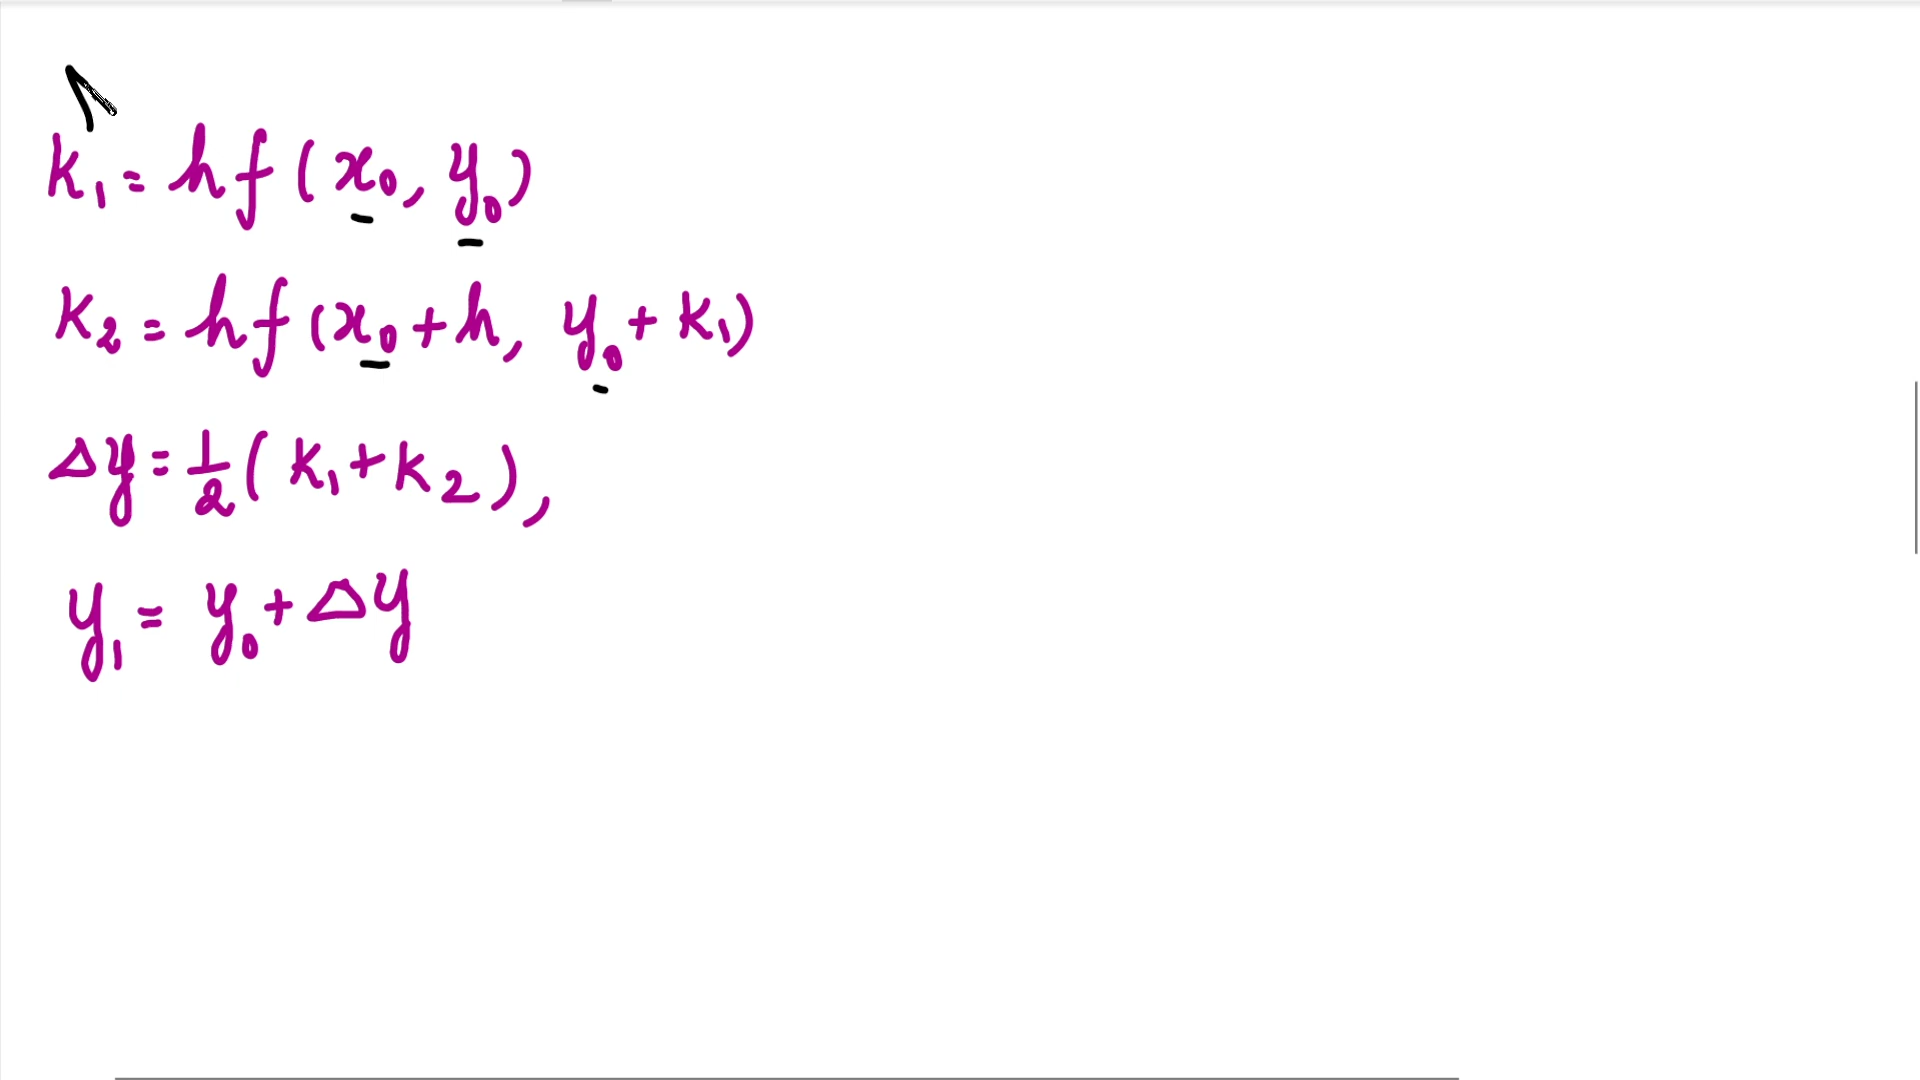 K₁ = hf(x₀, y₀)
K₂ = hf(x₀+h, y₀+K₁)
Δy = 1/2 (K₁+K₂),
y₁ = y₀+Δy